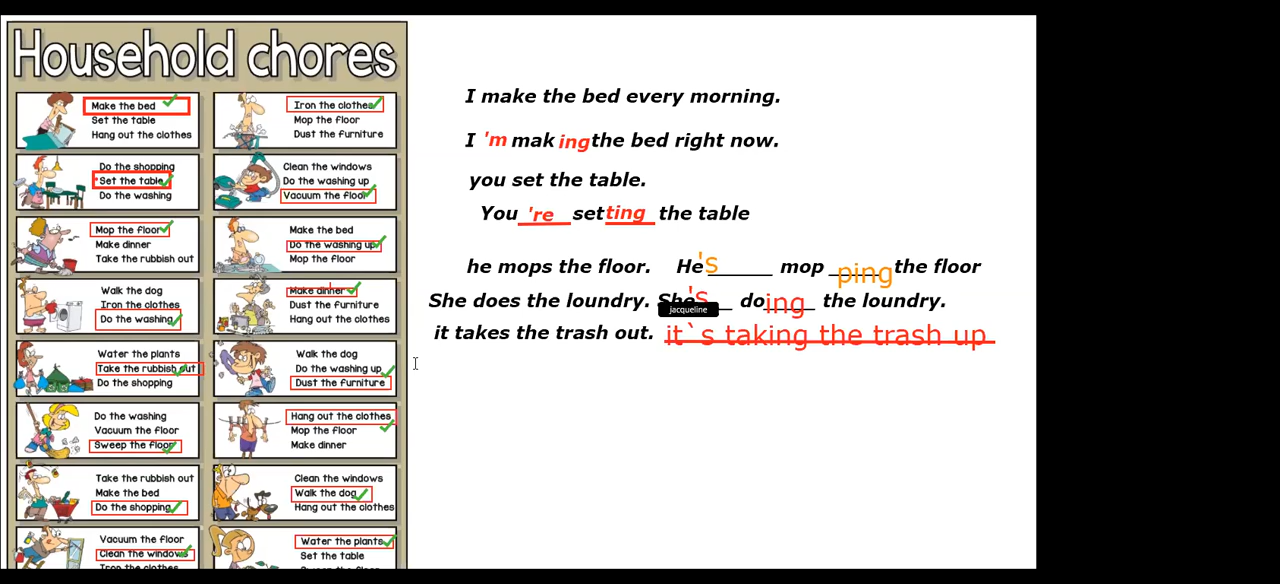 Household chores
Make the bed
Set the table
Hang out the clothes
Iron the clothes
Mop the floor
Dust the furniture
Do the shopping
Set the table
Do the washing
Clean the windows
Do the washing up
Vacuum the floor
Mop the floor
Make dinner
Take the rubbish out
Make the bed
Do the washing up
Mop the floor
Walk the dog
Iron the clothes
Do the washing
Make dinner
Dust the furniture
Hang out the clothes
Water the plants
Take the rubbish out
Do the shopping
Walk the dog
Do the washing up
Dust the furniture
Do the washing
Vacuum the floor
Sweep the floor
Hang out the clothes
Mop the floor
Make dinner
Take the rubbish out
Make the bed
Do the shopping
Clean the windows
Walk the dog
Hang out the clothes
Vacuum the floor
Clean the windows
Iron the clothes
Water the plants
Set the table
I make the bed every morning.
I 'm mak ing the bed right now.
you set the table.
You 're set ting the table
he mops the floor. He 's mop ping the floor
She does the loundry. She 's do ing the loundry.
Jacqueline
it takes the trash out. it`s taking the trash up